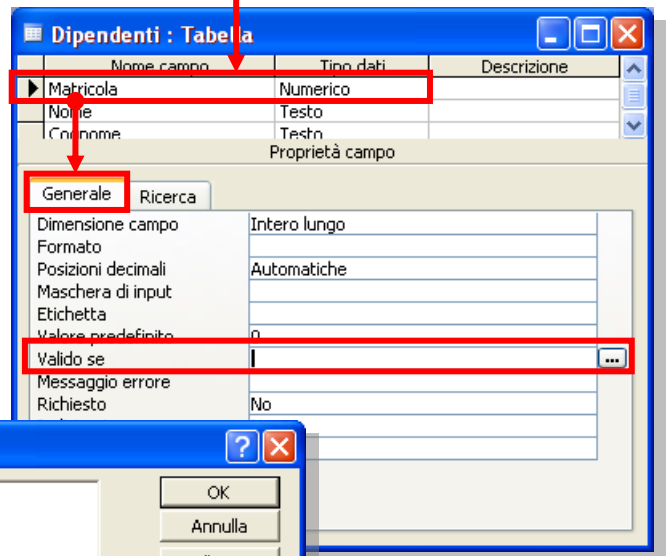 Dipendenti : Tabella
Nome campo Tipo dati Descrizione
Matricola Numerico
Nome Testo
Cognome Testo
Proprietà campo
Generale Ricerca
Dimensione campo Intero lungo
Formato
Posizioni decimali Automatiche
Maschera di input
Etichetta
Valore predefinito 0
Valido se ...
Messaggio errore
Richiesto No
?
OK
Annulla